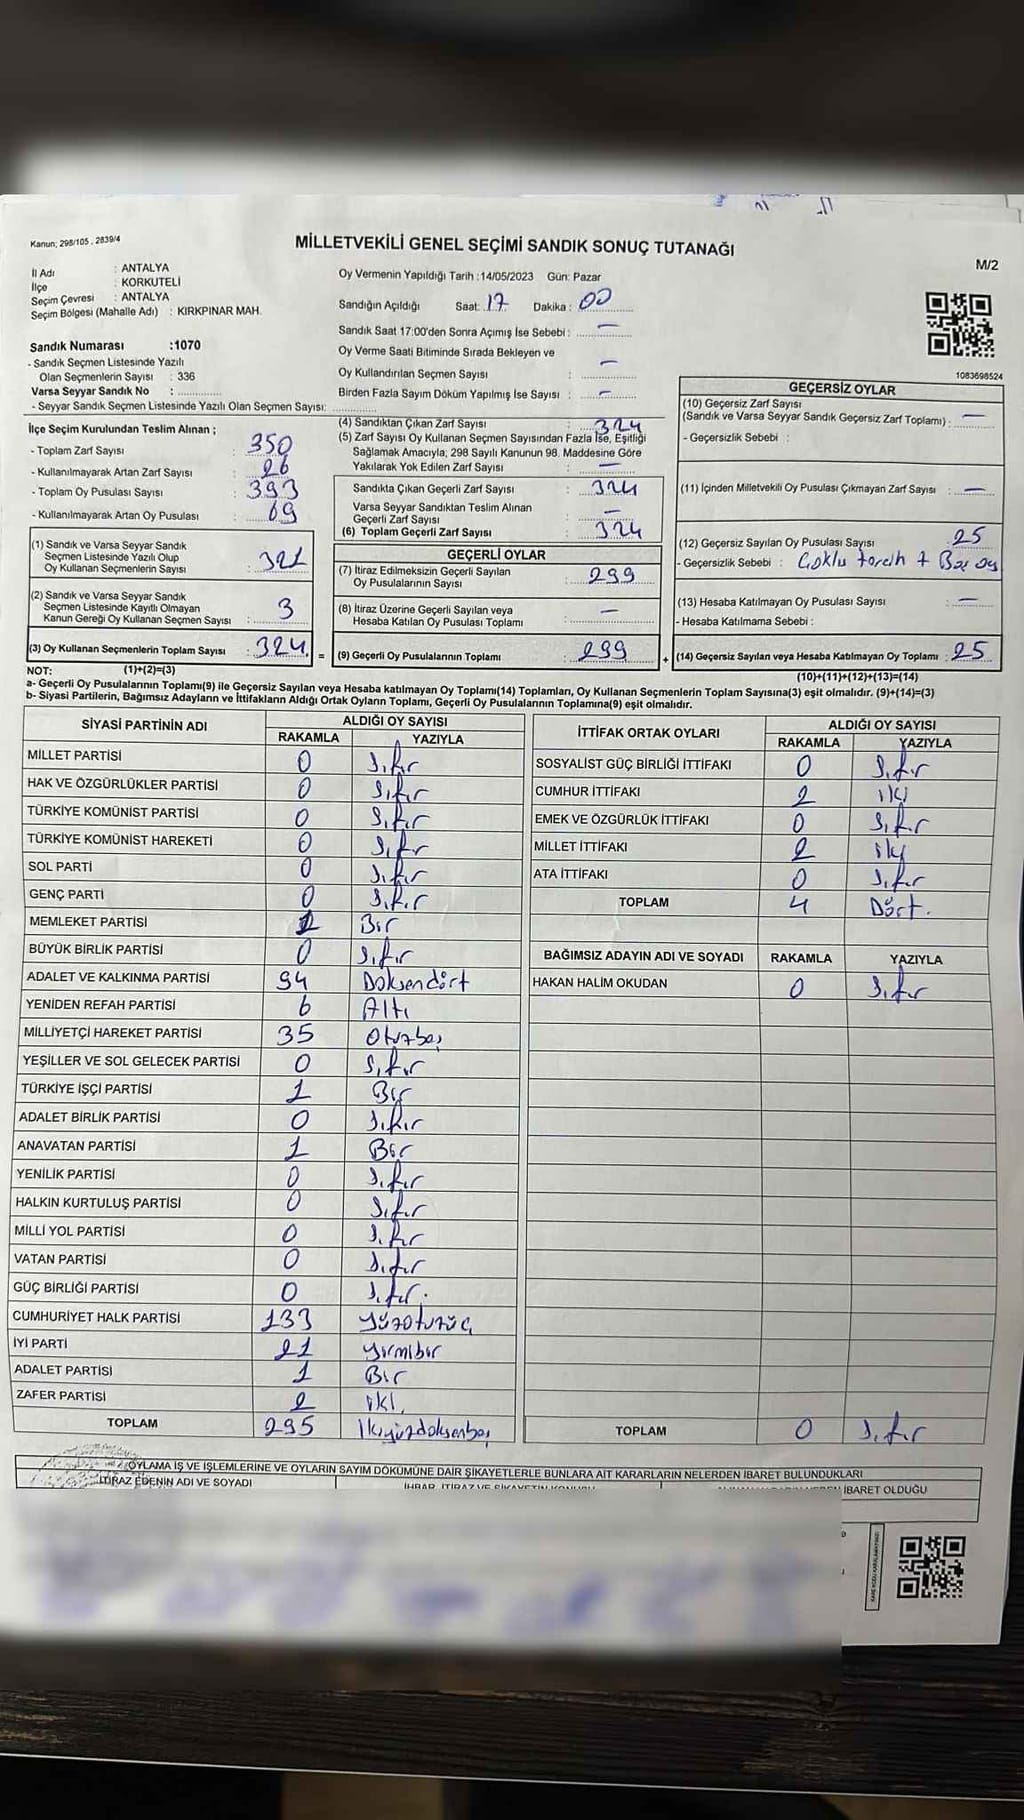 Kanun; 298/105 , 2839/4
MİLLETVEKİLİ GENEL SEÇİMİ SANDIK SONUÇ TUTANAĞI
M/2
İl Adı : ANTALYA
İlçe : KORKUTELİ
Seçim Çevresi : ANTALYA
Seçim Bölgesi (Mahalle Adı) : KIRKPINAR MAH.
Sandık Numarası :1070
- Sandık Seçmen Listesinde Yazılı
Olan Seçmenlerin Sayısı : 336
Varsa Seyyar Sandık No :
- Seyyar Sandık Seçmen Listesinde Yazılı Olan Seçmen Sayısı:
Oy Vermenin Yapıldığı Tarih :14/05/2023 Gün: Pazar
Sandığın Açıldığı Saat: 17 Dakika : 00
Sandık Saat 17:00'den Sonra Açımış İse Sebebi : —
Oy Verme Saati Bitiminde Sırada Bekleyen ve
Oy Kullandırılan Seçmen Sayısı : —
Birden Fazla Sayım Döküm Yapılmış İse Sayısı : —
1083698524
İlçe Seçim Kurulundan Teslim Alınan ;
- Toplam Zarf Sayısı : 350
- Kullanılmayarak Artan Zarf Sayısı : 26
- Toplam Oy Pusulası Sayısı : 393
- Kullanılmayarak Artan Oy Pusulası : 69
(1) Sandık ve Varsa Seyyar Sandık
Seçmen Listesinde Yazılı Olup
Oy Kullanan Seçmenlerin Sayısı : 321
(2) Sandık ve Varsa Seyyar Sandık
Seçmen Listesinde Kayıtlı Olmayan
Kanun Gereği Oy Kullanan Seçmen Sayısı : 3
(3) Oy Kullanan Seçmenlerin Toplam Sayısı : 324 =
(4) Sandıktan Çıkan Zarf Sayısı : 324
(5) Zarf Sayısı Oy Kullanan Seçmen Sayısından Fazla İse, Eşitliği
Sağlamak Amacıyla; 298 Sayılı Kanunun 98. Maddesine Göre
Yakılarak Yok Edilen Zarf Sayısı : —
Sandıkta Çıkan Geçerli Zarf Sayısı : 324
Varsa Seyyar Sandıktan Teslim Alınan
Geçerli Zarf Sayısı : —
(6) Toplam Geçerli Zarf Sayısı : 324
GEÇERLİ OYLAR
(7) İtiraz Edilmeksizin Geçerli Sayılan
Oy Pusulalarının Sayısı : 299
(8) İtiraz Üzerine Geçerli Sayılan veya
Hesaba Katılan Oy Pusulaları Toplamı : —
(9) Geçerli Oy Pusulalarının Toplamı : 299 +
GEÇERSİZ OYLAR
(10) Geçersiz Zarf Sayısı
(Sandık ve Varsa Seyyar Sandık Geçersiz Zarf Toplamı) : —
- Geçersizlik Sebebi :
(11) İçinden Milletvekili Oy Pusulası Çıkmayan Zarf Sayısı : —
(12) Geçersiz Sayılan Oy Pusulası Sayısı : 25
- Geçersizlik Sebebi : Çoklu tercih + Boş oy
(13) Hesaba Katılmayan Oy Pusulası Sayısı : —
- Hesaba Katılmama Sebebi :
(14) Geçersiz Sayılan veya Hesaba Katılmayan Oy Toplamı : 25
NOT: (1)+(2)=(3)
(10)+(11)+(12)+(13)=(14)
a- Geçerli Oy Pusulalarının Toplamı(9) ile Geçersiz Sayılan veya Hesaba katılmayan Oy Toplamı(14) Toplamları, Oy Kullanan Seçmenlerin Toplam Sayısına(3) eşit olmalıdır. (9)+(14)=(3)
b- Siyasi Partilerin, Bağımsız Adayların ve İttifakların Aldığı Ortak Oyların Toplamı, Geçerli Oy Pusulalarının Toplamına(9) eşit olmalıdır.
SİYASİ PARTİNİN ADI ALDIĞI OY SAYISI
RAKAMLA YAZIYLA
MİLLET PARTİSİ 0 Sıfır
HAK VE ÖZGÜRLÜKLER PARTİSİ 0 Sıfır
TÜRKİYE KOMÜNİST PARTİSİ 0 Sıfır
TÜRKİYE KOMÜNİST HAREKETİ 0 Sıfır
SOL PARTİ 0 Sıfır
GENÇ PARTİ 0 Sıfır
MEMLEKET PARTİSİ 1 Bir
BÜYÜK BİRLİK PARTİSİ 0 Sıfır
ADALET VE KALKINMA PARTİSİ 94 Doksandört
YENİDEN REFAH PARTİSİ 6 Altı
MİLLİYETÇİ HAREKET PARTİSİ 35 Otuzbeş
YEŞİLLER VE SOL GELECEK PARTİSİ 0 Sıfır
TÜRKİYE İŞÇİ PARTİSİ 1 Bir
ADALET BİRLİK PARTİSİ 0 Sıfır
ANAVATAN PARTİSİ 1 Bir
YENİLİK PARTİSİ 0 Sıfır
HALKIN KURTULUŞ PARTİSİ 0 Sıfır
MİLLİ YOL PARTİSİ 0 Sıfır
VATAN PARTİSİ 0 Sıfır
GÜÇ BİRLİĞİ PARTİSİ 0 Sıfır.
CUMHURİYET HALK PARTİSİ 133 Yüzotuzüç
İYİ PARTİ 21 Yirmibir
ADALET PARTİSİ 1 Bir
ZAFER PARTİSİ 2 iki
TOPLAM 295 İkiyüzdoksanbeş
İTTİFAK ORTAK OYLARI ALDIĞI OY SAYISI
RAKAMLA YAZIYLA
SOSYALİST GÜÇ BİRLİĞİ İTTİFAKI 0 Sıfır
CUMHUR İTTİFAKI 2 iki
EMEK VE ÖZGÜRLÜK İTTİFAKI 0 Sıfır
MİLLET İTTİFAKI 2 iki
ATA İTTİFAKI 0 Sıfır
TOPLAM 4 Dört.
BAĞIMSIZ ADAYIN ADI VE SOYADI RAKAMLA YAZIYLA
HAKAN HALİM OKUDAN 0 Sıfır
TOPLAM 0 Sıfır
OYLAMA İŞ VE İŞLEMLERİNE VE OYLARIN SAYIM DÖKÜMÜNE DAİR ŞİKAYETLERLE BUNLARA AİT KARARLARIN NELERDEN İBARET BULUNDUKLARI
İTİRAZ EDENİN ADI VE SOYADI
İHBAR, İTİRAZ VE ŞİKAYETİN KONUSU
İBARET OLDUĞU